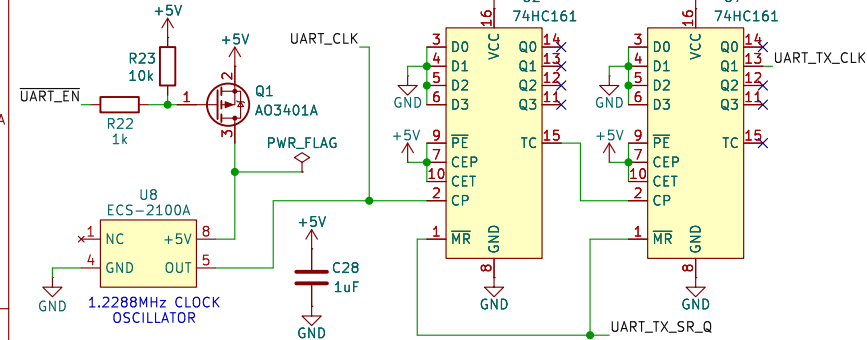 +5V
R23
10k
UART_EN
R22
1k
1
2
3
+5V
Q1
AO3401A
PWR_FLAG
U8
ECS-2100A
1
NC
+5V
8
4
GND
OUT
5
GND
1.2288MHz CLOCK
OSCILLATOR
+5V
C28
1uF
GND
UART_CLK
74HC161
16
VCC
3
D0
Q0
14
4
D1
Q1
13
5
D2
Q2
12
6
D3
Q3
11
GND
+5V
9
PE
TC
15
7
CEP
10
CET
2
CP
1
MR
GND
8
GND
74HC161
16
VCC
3
D0
Q0
14
4
D1
Q1
13
UART_TX_CLK
5
D2
Q2
12
6
D3
Q3
11
GND
+5V
9
PE
TC
15
7
CEP
10
CET
2
CP
1
MR
GND
8
GND
UART_TX_SR_Q